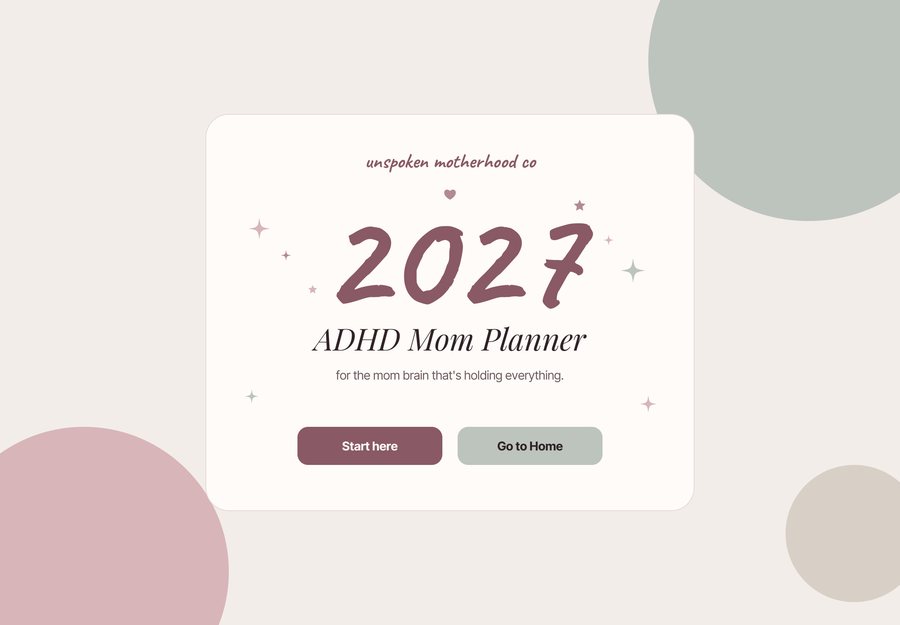 unspoken motherhood co
2027
ADHD Mom Planner
for the mom brain that's holding everything.
Start here
Go to Home